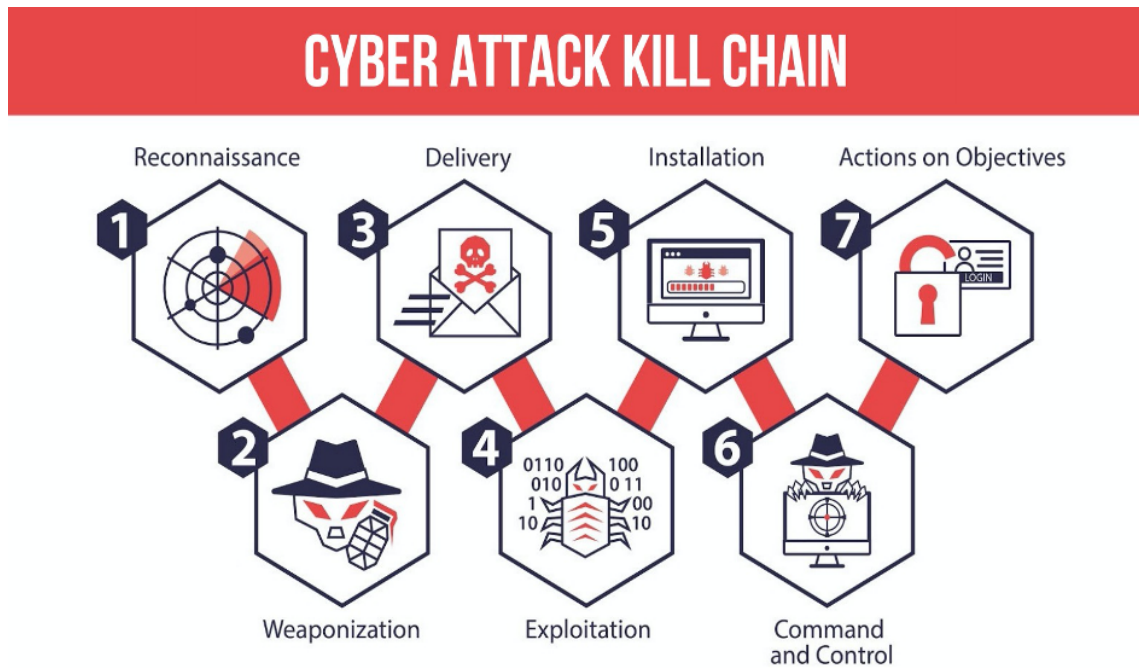 CYBER ATTACK KILL CHAIN
Reconnaissance
1
Delivery
3
Installation
5
Actions on Objectives
7
LOGIN
2
Weaponization
4
0110 100
010 0 11
1 00
10 10
Exploitation
6
Command
and Control